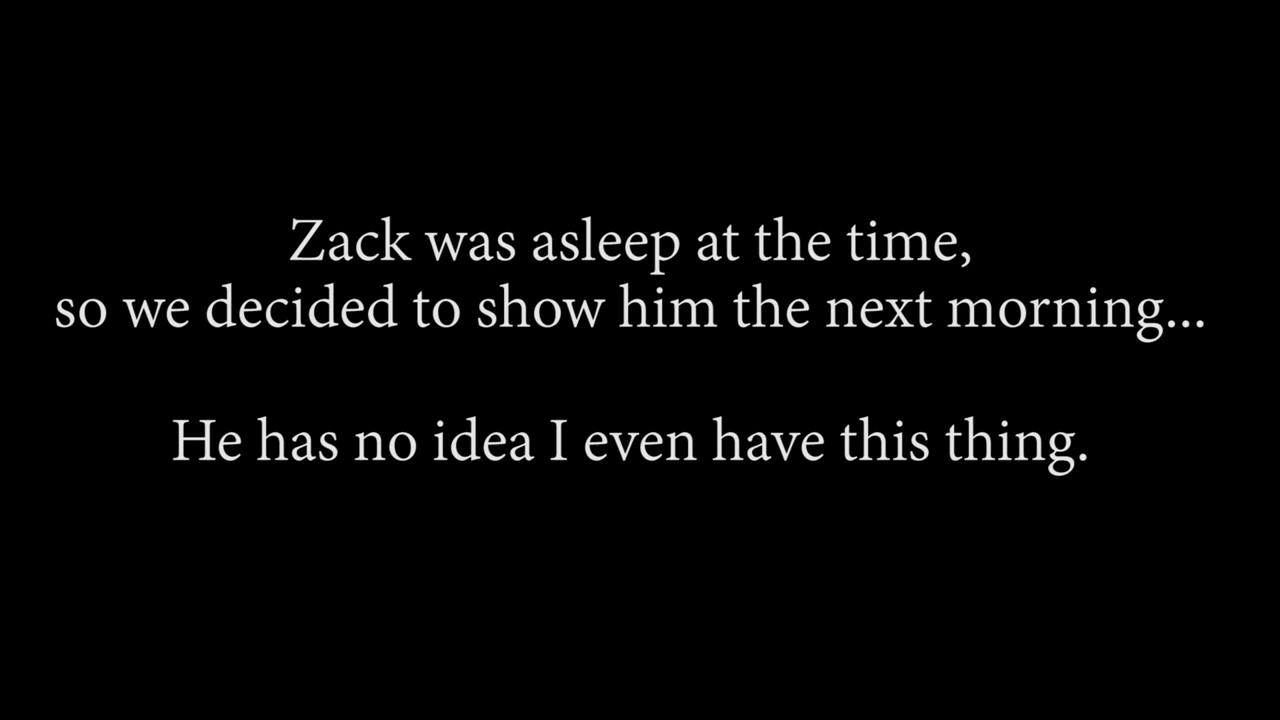 Zack was asleep at the time,
so we decided to show him the next morning...
He has no idea I even have this thing.